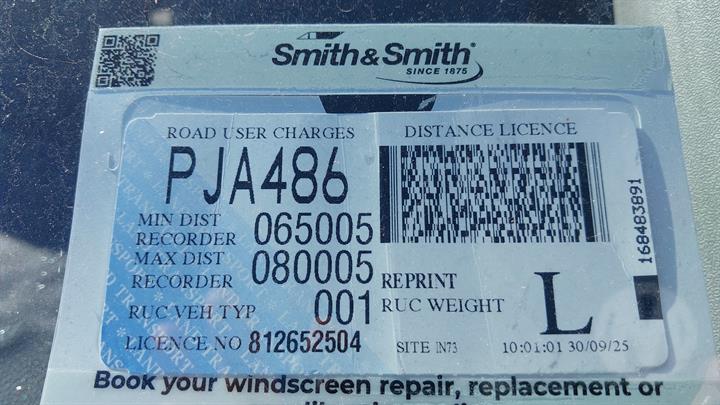 Smith&Smith®
SINCE 1875
ROAD USER CHARGES DISTANCE LICENCE
PJA486
MIN DIST
RECORDER 065005
MAX DIST
RECORDER 080005
REPRINT
RUC VEH TYP 001
RUC WEIGHT L
LICENCE NO 812652504
SITE IN73 10:01:01 30/09/25
168483891
Book your windscreen repair, replacement or